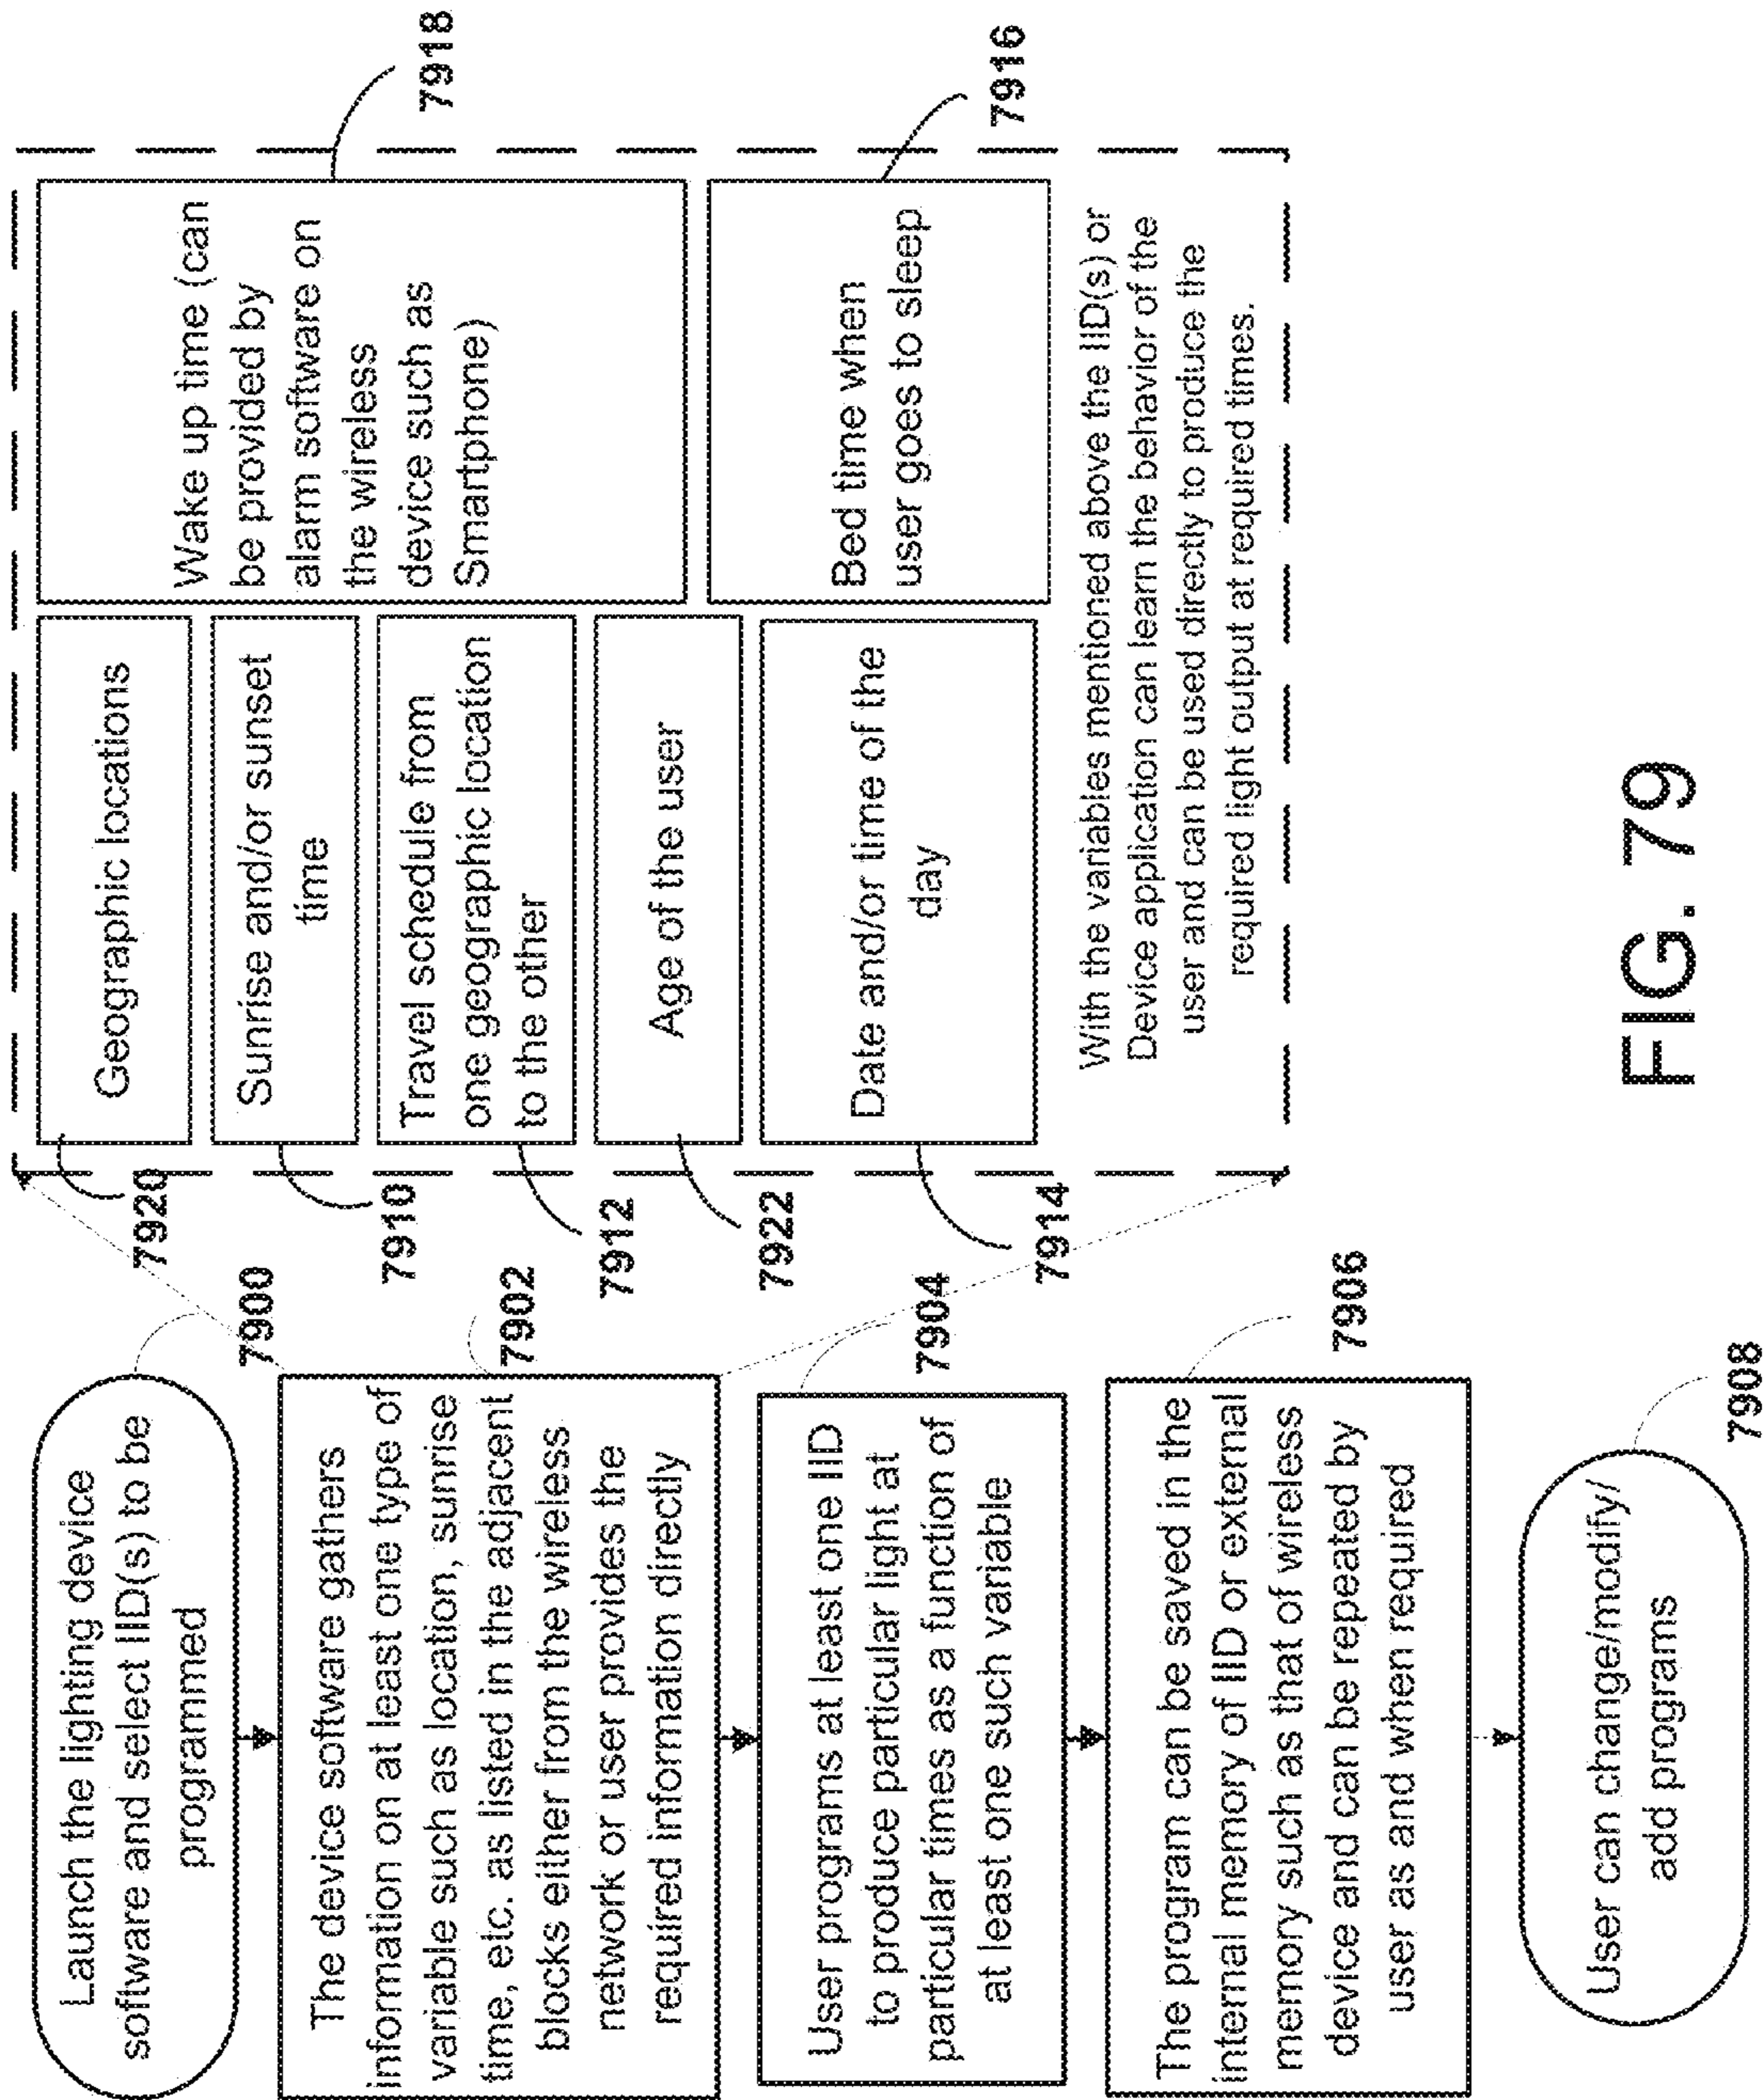 Launch the lighting device
software and select IID(s) to be
programmed
7900
The device software gathers
information on at least one type of
variable such as location, sunrise
time, etc. as listed in the adjacent
blocks either from the wireless
network or user provides the
required information directly
7902
User programs at least one IID
to produce particular light at
particular times as a function of
at least one such variable
7904
The program can be saved in the
internal memory of IID or external
memory such as that of wireless
device and can be repeated by
user as and when required
7906
User can change/modify/
add programs
7908
Geographic locations
7920
Sunrise and/or sunset
time
7910
Travel schedule from
one geographic location
to the other
7912
Age of the user
7922
Date and/or time of the
day
7914
Wake up time (can
be provided by
alarm software on
the wireless
device such as
Smartphone)
7918
Bed time when
user goes to sleep
7916
With the variables mentioned above the IID(s) or
Device application can learn the behavior of the
user and can be used directly to produce the
required light output at required times.
FIG. 79